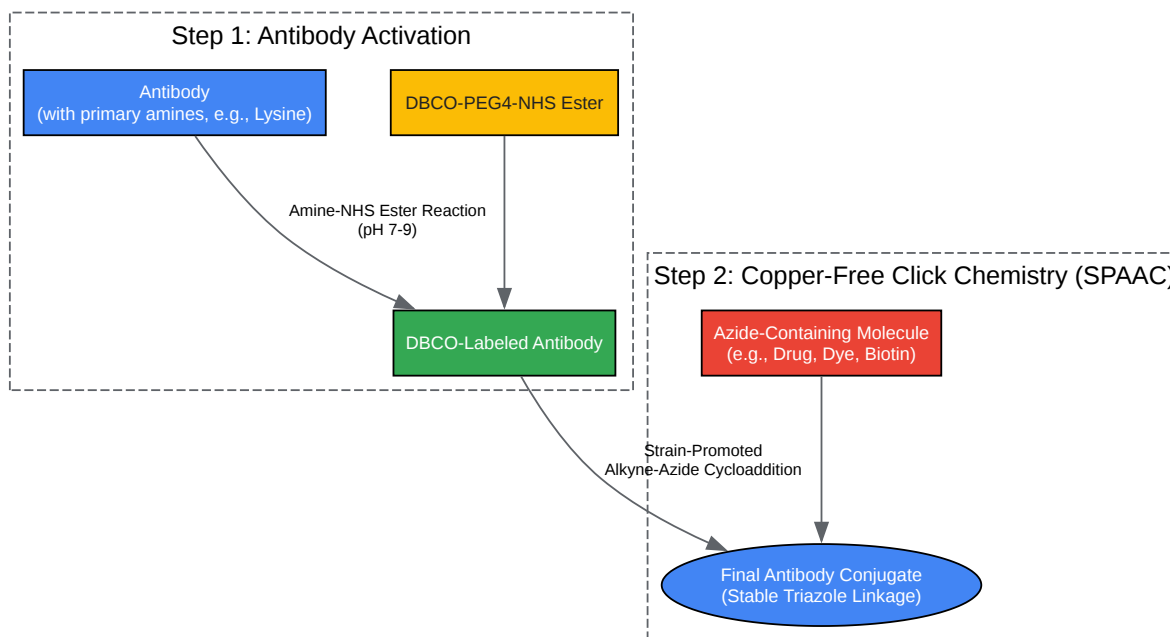 Step 1: Antibody Activation
Antibody
(with primary amines, e.g., Lysine)
DBCO-PEG4-NHS Ester
Amine-NHS Ester Reaction
(pH 7-9)
DBCO-Labeled Antibody
Step 2: Copper-Free Click Chemistry (SPAAC)
Azide-Containing Molecule
(e.g., Drug, Dye, Biotin)
Strain-Promoted
Alkyne-Azide Cycloaddition
Final Antibody Conjugate
(Stable Triazole Linkage)